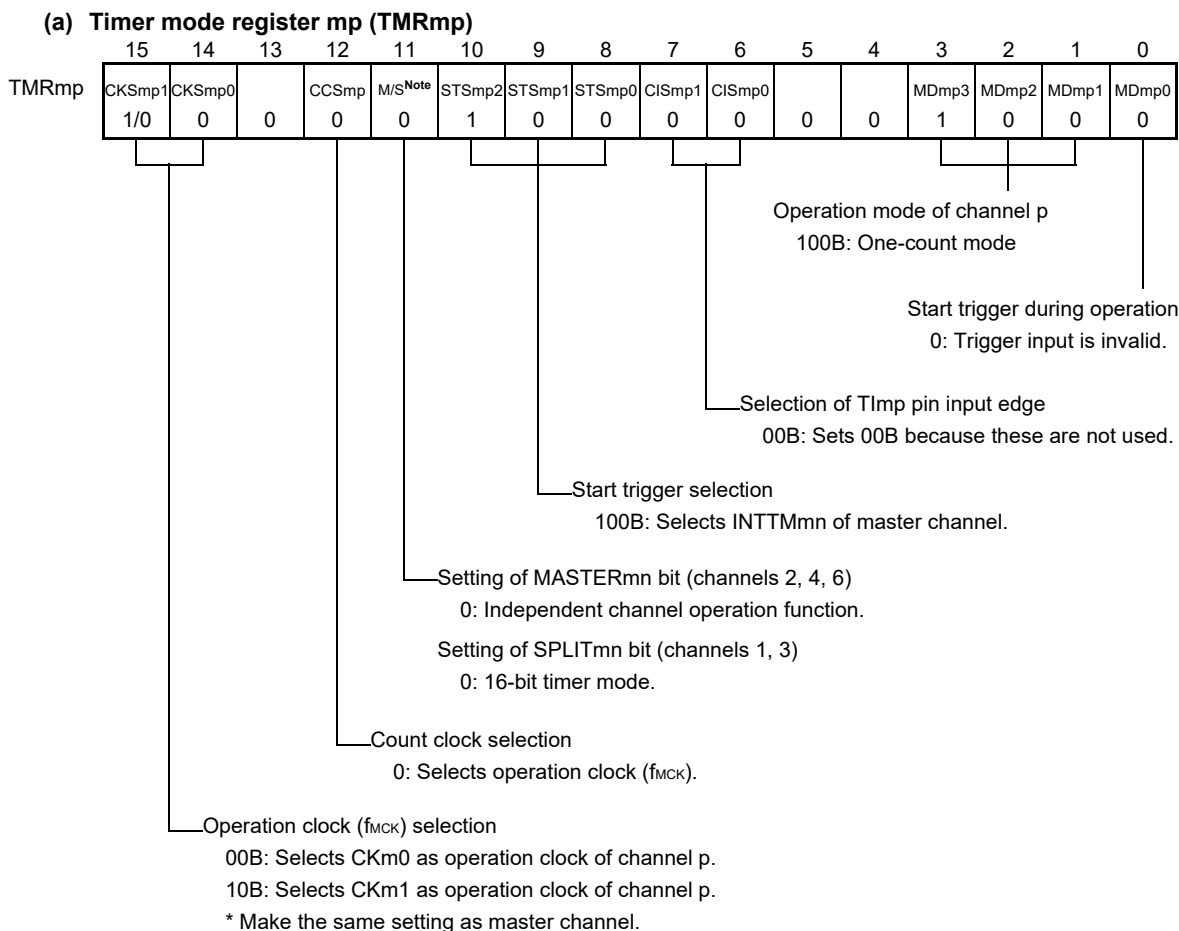 (a) Timer mode register mp (TMRmp)
15 14 13 12 11 10 9 8 7 6 5 4 3 2 1 0
TMRmp CKSmp1 CKSmp0 CCSmp M/SNote STSmp2 STSmp1 STSmp0 CISmp1 CISmp0 MDmp3 MDmp2 MDmp1 MDmp0
1/0 0 0 0 0 1 0 0 0 0 0 0 1 0 0 0
Operation mode of channel p
100B: One-count mode
Start trigger during operation
0: Trigger input is invalid.
Selection of TImp pin input edge
00B: Sets 00B because these are not used.
Start trigger selection
100B: Selects INTTMmn of master channel.
Setting of MASTERmn bit (channels 2, 4, 6)
0: Independent channel operation function.
Setting of SPLITmn bit (channels 1, 3)
0: 16-bit timer mode.
Count clock selection
0: Selects operation clock (fMCK).
Operation clock (fMCK) selection
00B: Selects CKm0 as operation clock of channel p.
10B: Selects CKm1 as operation clock of channel p.
* Make the same setting as master channel.